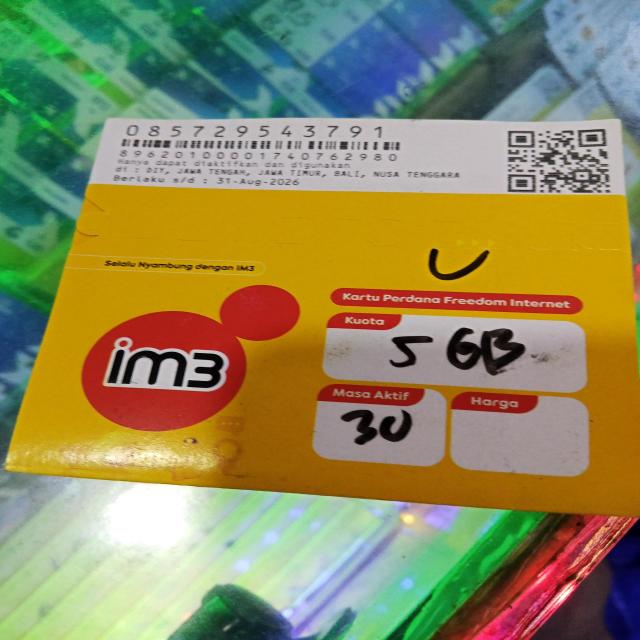 085729543791
89620100001740762980
Hanya dapat diaktifkan dan digunakan
di : DIY, JAWA TENGAH, JAWA TIMUR, BALI, NUSA TENGGARA
Berlaku s/d : 31-Aug-2026
Selalu Nyambung dengan IM3
U
Kartu Perdana Freedom Internet
im3
Kuota
5 GB
Masa Aktif
30
Harga